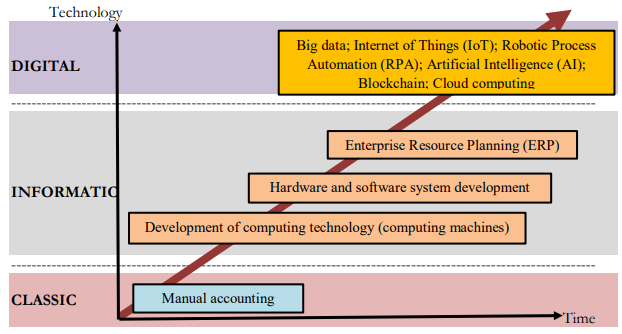 Technology
DIGITAL
Big data; Internet of Things (IoT); Robotic Process
Automation (RPA); Artificial Intelligence (AI);
Blockchain; Cloud computing
Enterprise Resource Planning (ERP)
INFORMATIC
Hardware and software system development
Development of computing technology (computing machines)
CLASSIC
Manual accounting
Time